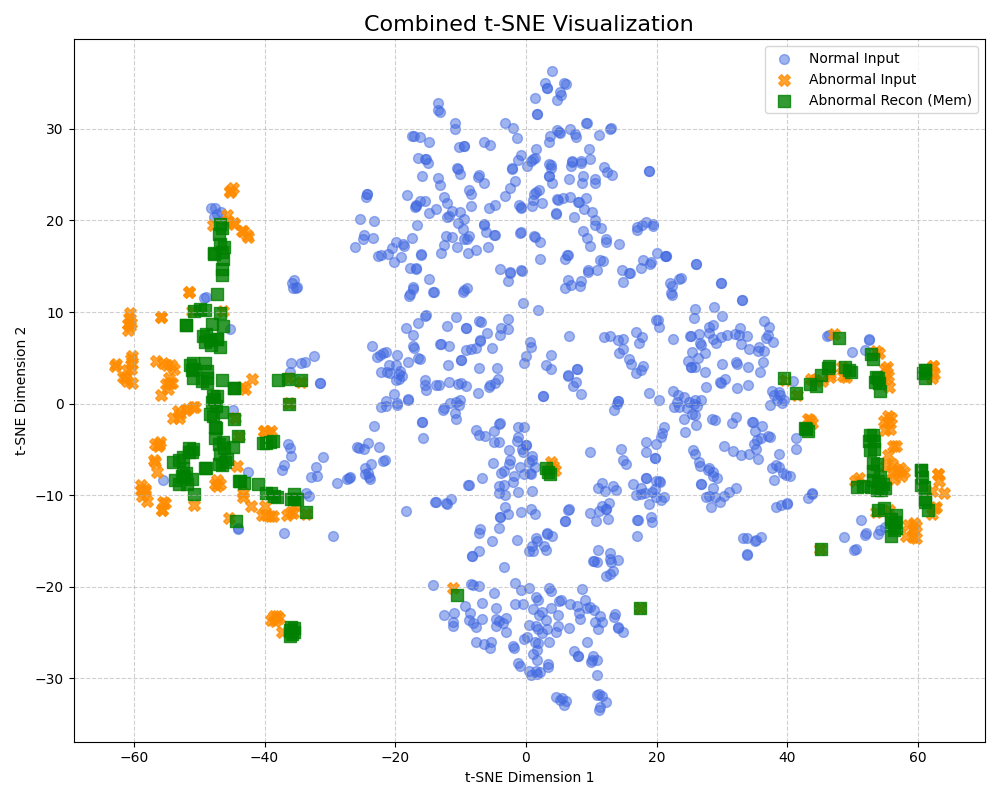 Combined t-SNE Visualization
Normal Input
Abnormal Input
Abnormal Recon (Mem)
30
20
10
0
−10
−20
−30
t-SNE Dimension 2
−60 −40 −20 0 20 40 60
t-SNE Dimension 1